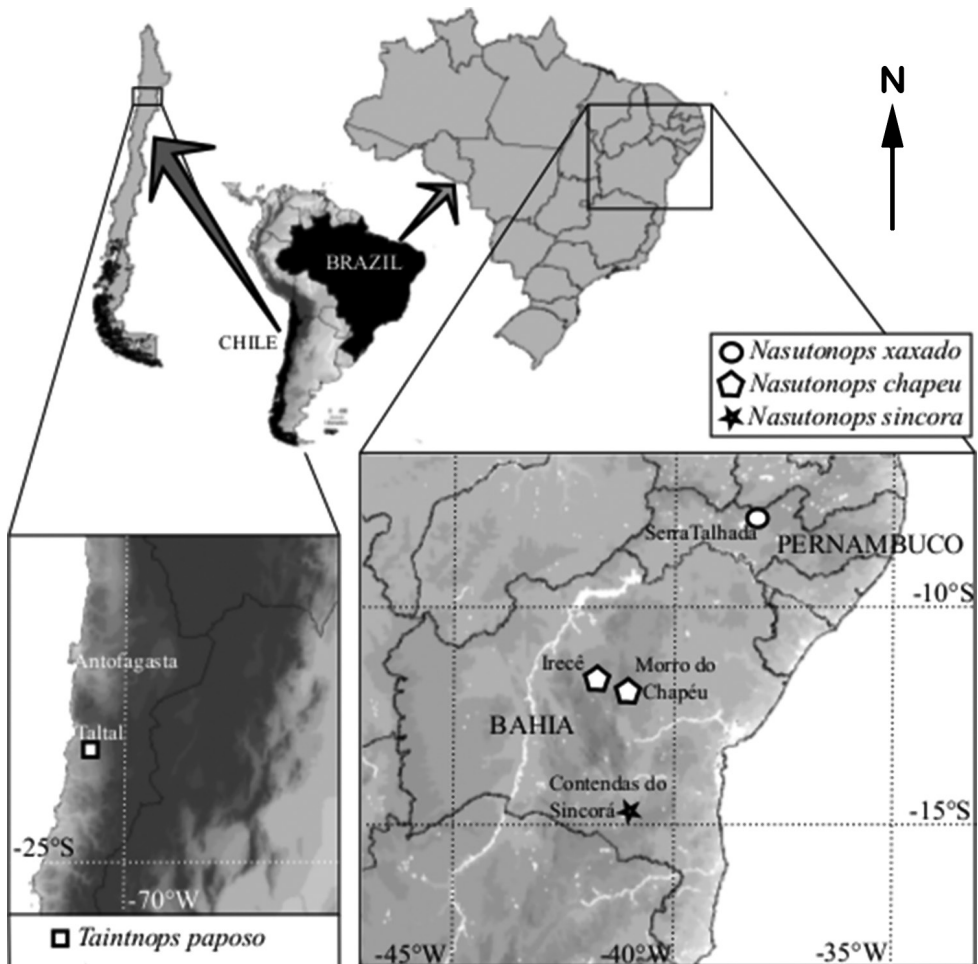 N
BRAZIL
CHILE
Nasutonops xaxado
Nasutonops chapeu
Nasutonops sincora
Serra Talhada
PERNAMBUCO
-10°S
Irecê
Morro do
Chapéu
BAHIA
Contendas do
Sincorá
-15°S
-45°W
-40°W
-35°W
Antofagasta
Taltal
-25°S
-70°W
Taintnops paposo